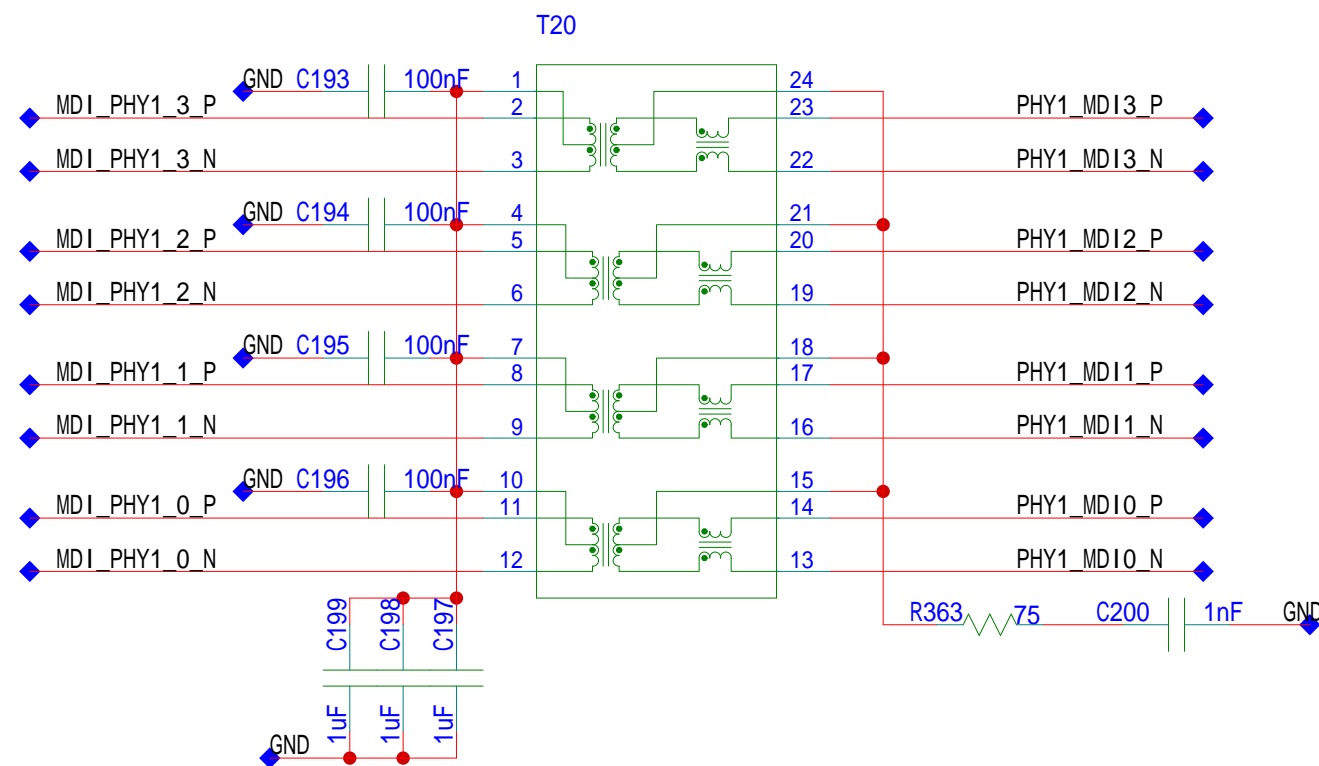 T20
GND C193 100nF 1 24
MDI_PHY1_3_P 2 23 PHY1_MDI3_P
MDI_PHY1_3_N 3 22 PHY1_MDI3_N
GND C194 100nF 4 21
MDI_PHY1_2_P 5 20 PHY1_MDI2_P
MDI_PHY1_2_N 6 19 PHY1_MDI2_N
GND C195 100nF 7 18
MDI_PHY1_1_P 8 17 PHY1_MDI1_P
MDI_PHY1_1_N 9 16 PHY1_MDI1_N
GND C196 100nF 10 15
MDI_PHY1_0_P 11 14 PHY1_MDI0_P
MDI_PHY1_0_N 12 13 PHY1_MDI0_N
C199 C198 C197 R363 75 C200 1nF GND
1uF 1uF 1uF
GND